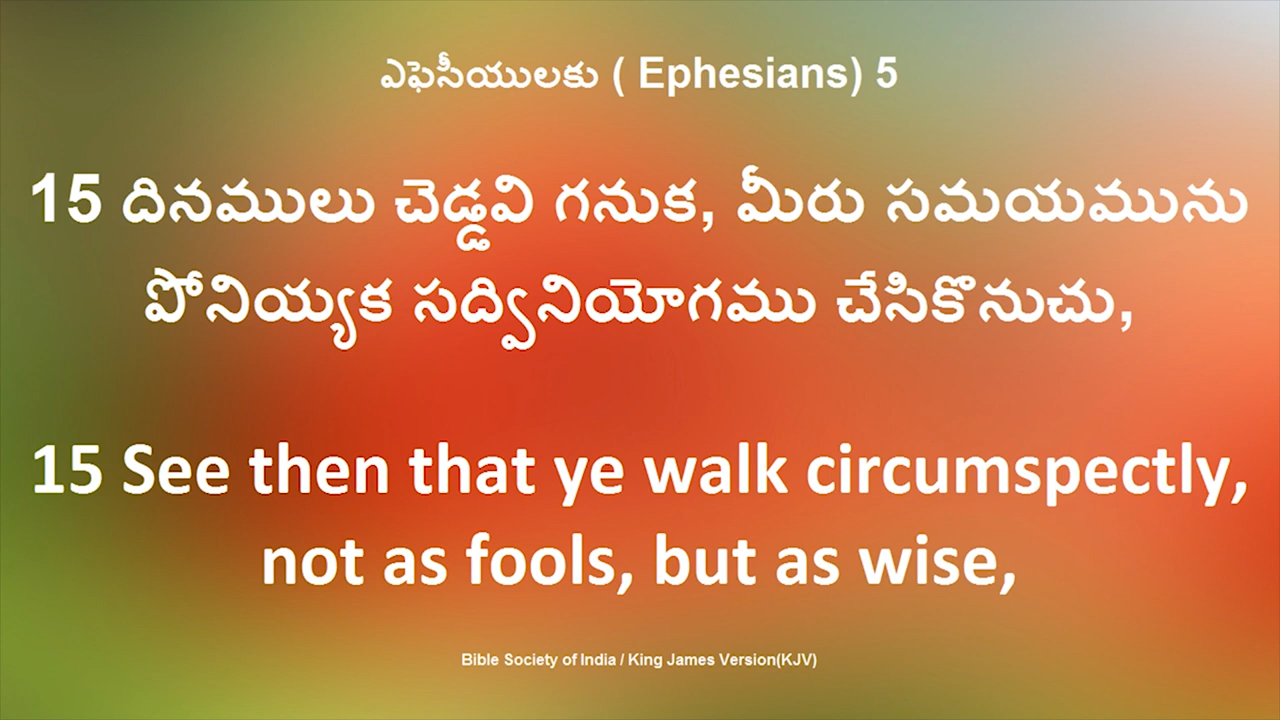 ఎఫెసీయులకు ( Ephesians) 5
15 దినములు చెడ్డవి గనుక, మీరు సమయమును
పోనియ్యక సద్వినియోగము చేసికొనుచు,
15 See then that ye walk circumspectly,
not as fools, but as wise,
Bible Society of India / King James Version(KJV)